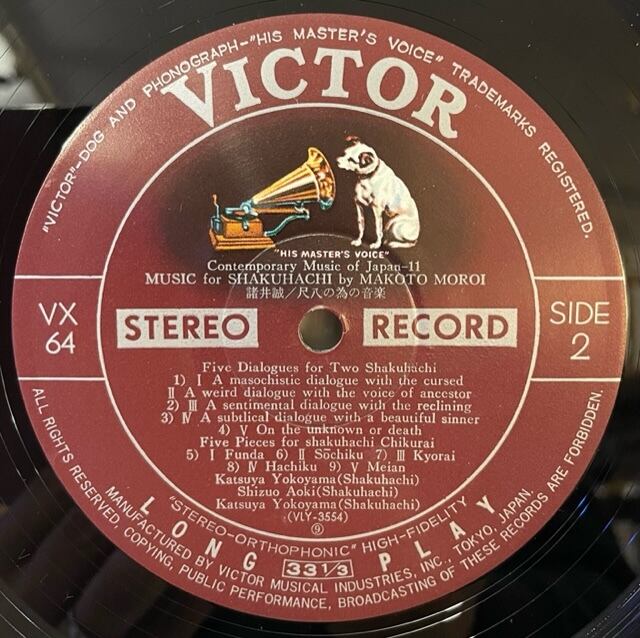 "VICTOR"-DOG AND PHONOGRAPH-"HIS MASTER'S VOICE" TRADEMARKS REGISTERED.
VICTOR
"HIS MASTER'S VOICE"
Contemporary Music of Japan-11
MUSIC for SHAKUHACHI by MAKOTO MOROI
諸井誠/尺八の為の音楽
VX
64
STEREO RECORD
SIDE
2
Five Dialogues for Two Shakuhachi
1) Ⅰ A masochistic dialogue with the cursed
Ⅱ A weird dialogue with the voice of ancestor
2) Ⅲ A sentimental dialogue with the reclining
3) Ⅳ A subtlical dialogue with a beautiful sinner
4) Ⅴ On the unknown or death
Five Pieces for shakuhachi Chikurai
5) Ⅰ Funda 6) Ⅱ Sōchiku 7) Ⅲ Kyorai
8) Ⅳ Hachiku 9) Ⅴ Meian
Katsuya Yokoyama(Shakuhachi)
Shizuo Aoki(Shakuhachi)
Katsuya Yokoyama(Shakuhachi)
(VLY-3554)
⑨
"STEREO-ORTHOPHONIC" HIGH-FIDELITY
LONG 33 1/3 PLAY
MANUFACTURED BY VICTOR MUSICAL INDUSTRIES, INC., TOKYO, JAPAN.
ALL RIGHTS RESERVED, COPYING, PUBLIC PERFORMANCE, BROADCASTING OF THESE RECORDS ARE FORBIDDEN.